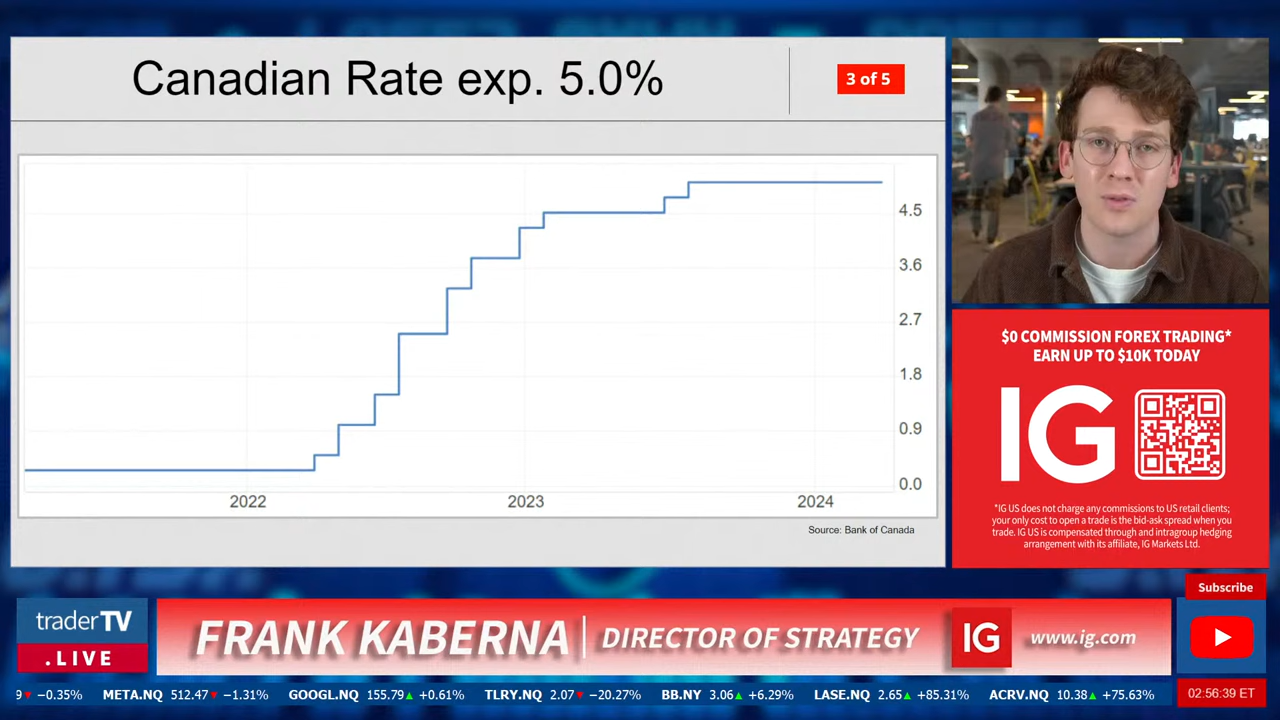 Canadian Rate exp. 5.0%
3 of 5
4.5
3.6
2.7
1.8
0.9
0.0
2022
2023
2024
Source: Bank of Canada
$0 COMMISSION FOREX TRADING*
EARN UP TO $10K TODAY
IG
*IG US does not charge any commissions to US retail clients;
your only cost to open a trade is the bid-ask spread when you
trade. IG US is compensated through and intragroup hedging
arrangement with its affiliate, IG Markets Ltd.
Subscribe
traderTV
.LIVE
FRANK KABERNA
DIRECTOR OF STRATEGY
IG
www.ig.com
9▼ −0.35% META.NQ 512.47▼ −1.31% GOOGL.NQ 155.79▲ +0.61% TLRY.NQ 2.07▼ −20.27% BB.NY 3.06▲ +6.29% LASE.NQ 2.65▲ +85.31% ACRV.NQ 10.38▲ +75.63%
02:56:39 ET